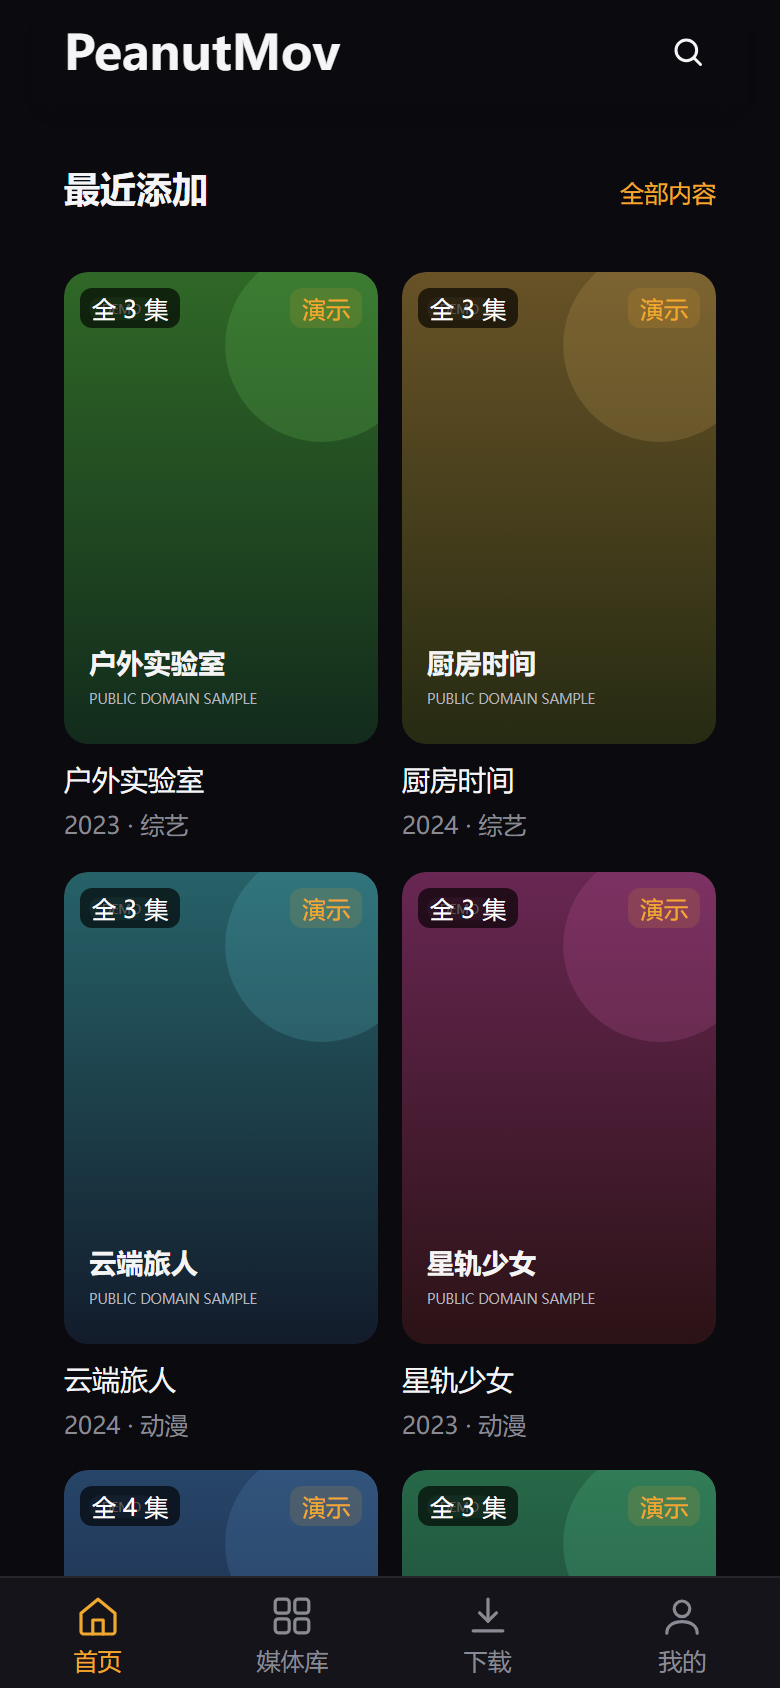 PeanutMov
最近添加
全部内容
全 3 集
演示
全 3 集
演示
户外实验室
PUBLIC DOMAIN SAMPLE
厨房时间
PUBLIC DOMAIN SAMPLE
户外实验室
2023 · 综艺
厨房时间
2024 · 综艺
全 3 集
演示
全 3 集
演示
云端旅人
PUBLIC DOMAIN SAMPLE
星轨少女
PUBLIC DOMAIN SAMPLE
云端旅人
2024 · 动漫
星轨少女
2023 · 动漫
全 4 集
演示
全 3 集
演示
首页
媒体库
下载
我的